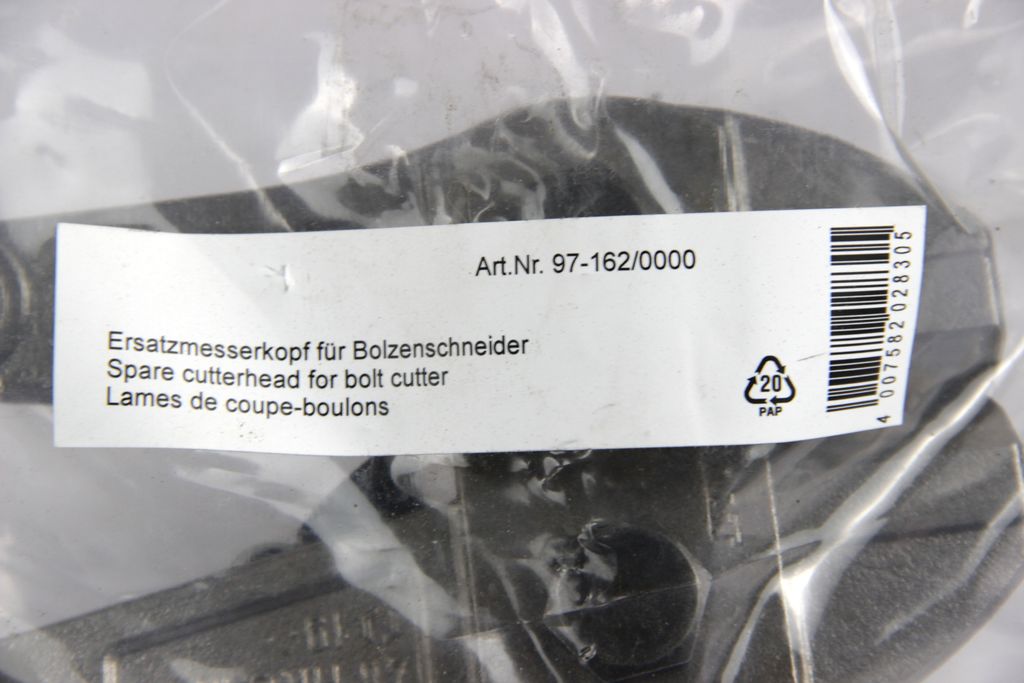 Art.Nr. 97-162/0000
Ersatzmesserkopf für Bolzenschneider
Spare cutterhead for bolt cutter
Lames de coupe-boulons
20
PAP
4 007582 028305